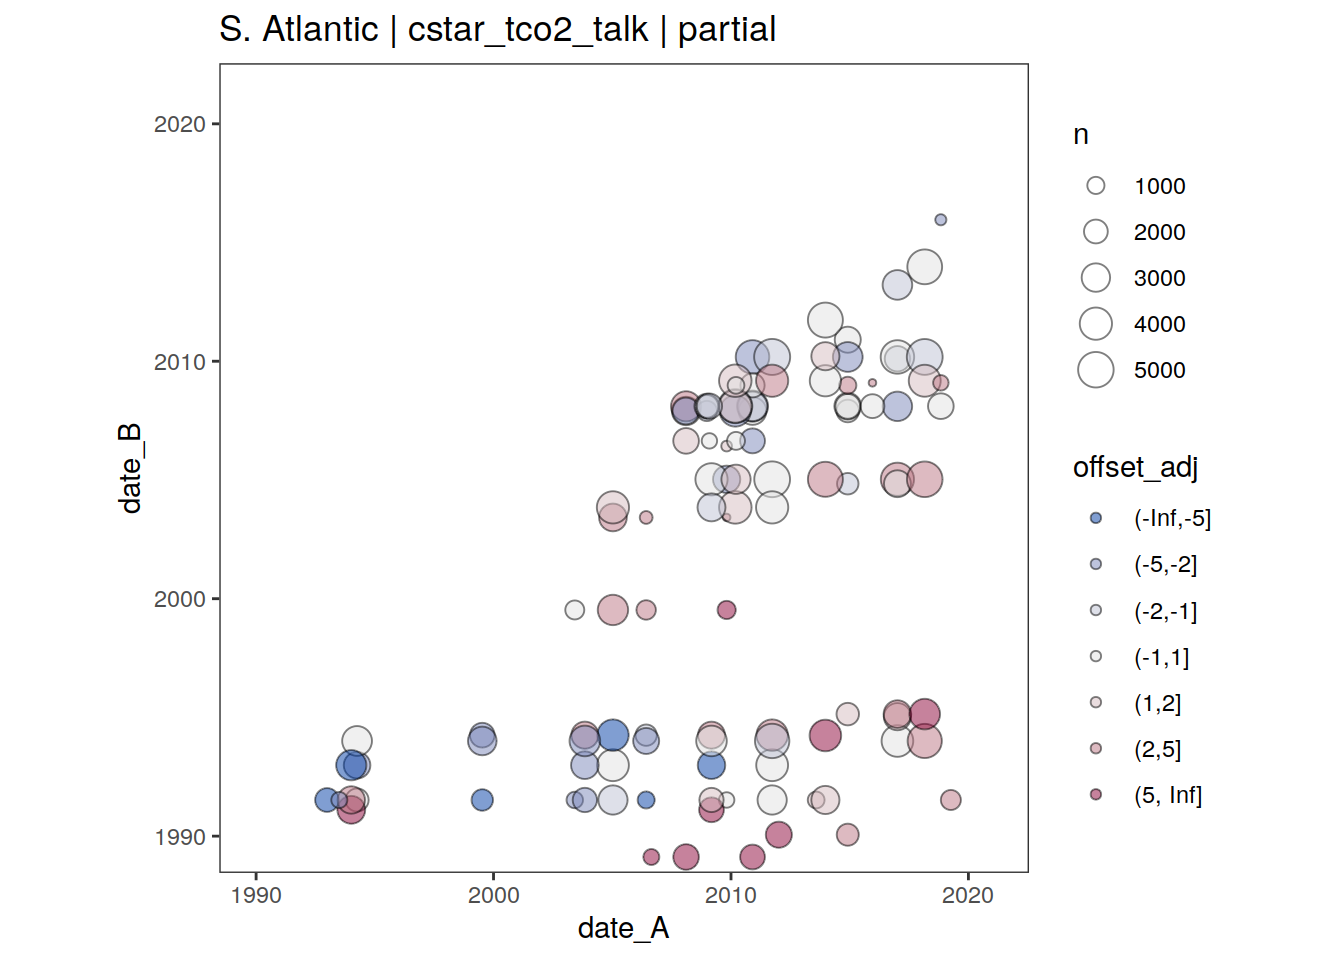 S. Atlantic | cstar_tco2_talk | partial
2020
2010
2000
1990
date_B
1990
2000
2010
2020
date_A
n
1000
2000
3000
4000
5000
offset_adj
(-Inf,-5]
(-5,-2]
(-2,-1]
(-1,1]
(1,2]
(2,5]
(5, Inf]